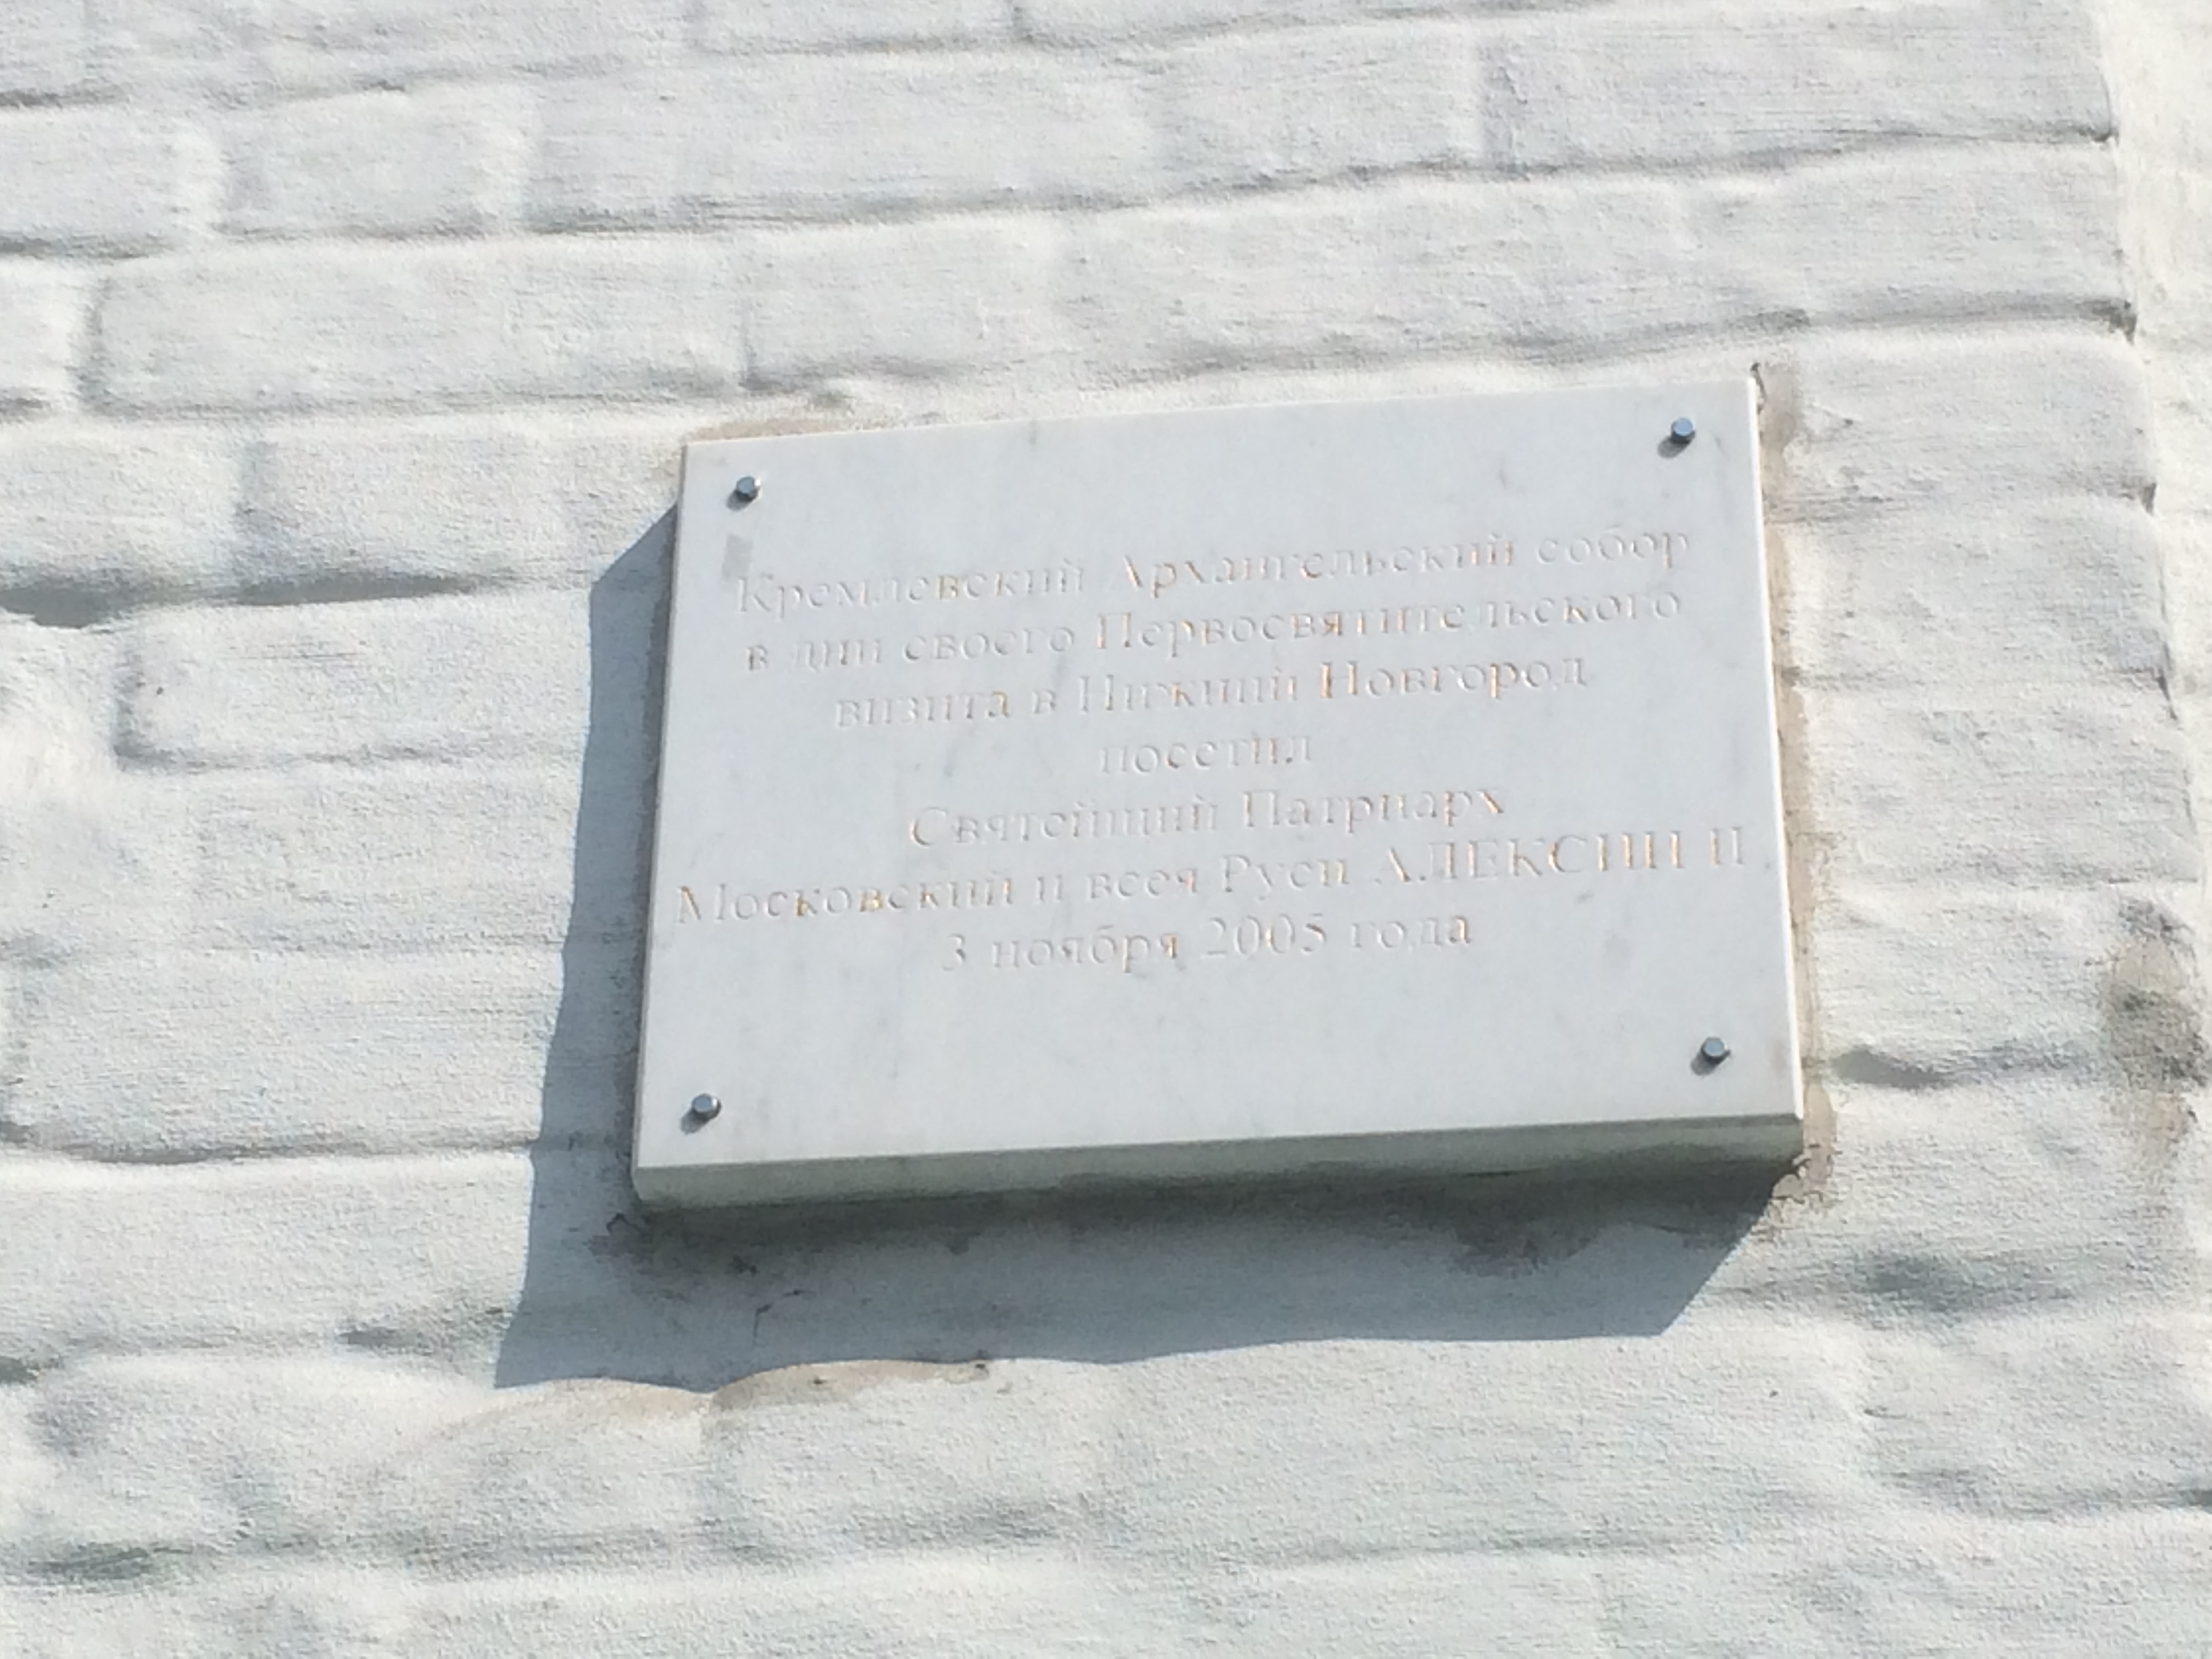 Кремлевский Архангельский собор
в дни своего Первосвятительского
визита в Нижний Новгород
посетил
Святейший Патриарх
Московский и всея Руси АЛЕКСИЙ II
3 ноября 2005 года